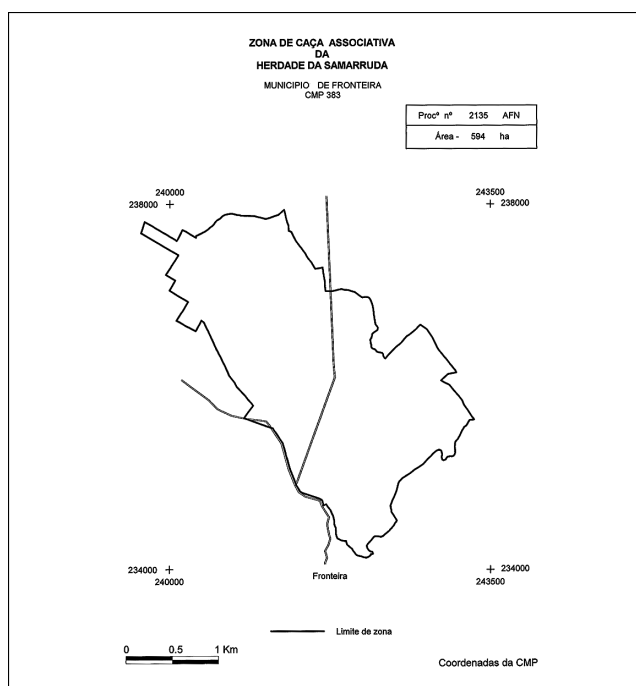 ZONA DE CAÇA ASSOCIATIVA
DA
HERDADE DA SAMARRUDA
MUNICIPIO DE FRONTEIRA
CMP 383
Procº nº 2135 AFN
Área - 594 ha
240000
238000
243500
238000
234000
240000
234000
243500
Fronteira
Limite de zona
0 0.5 1 Km
Coordenadas da CMP